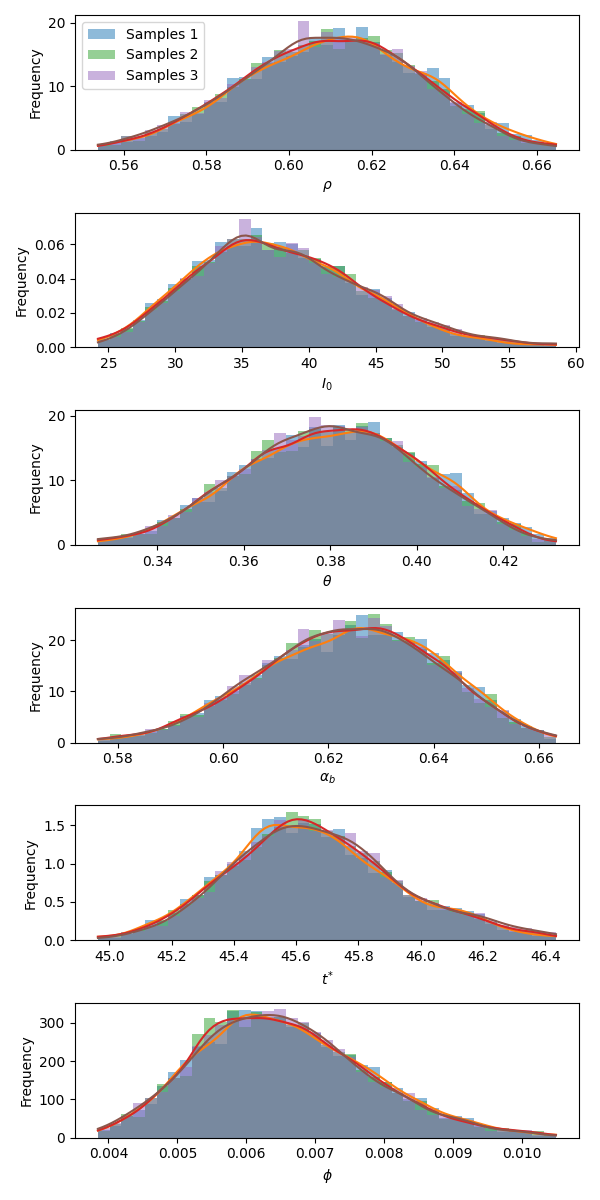 Samples 1
Samples 2
Samples 3
Frequency
20
10
0
0.56 0.58 0.60 0.62 0.64 0.66
ρ
Frequency
0.06
0.04
0.02
0.00
25 30 35 40 45 50 55 60
I₀
Frequency
20
10
0
0.34 0.36 0.38 0.40 0.42
θ
Frequency
20
10
0
0.58 0.60 0.62 0.64 0.66
α_b
Frequency
1.5
1.0
0.5
0.0
45.0 45.2 45.4 45.6 45.8 46.0 46.2 46.4
t*
Frequency
300
200
100
0
0.004 0.005 0.006 0.007 0.008 0.009 0.010
ϕ